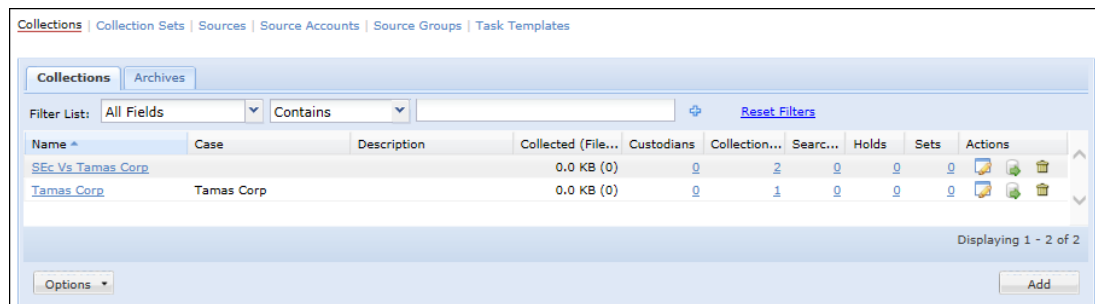 Collections | Collection Sets | Sources | Source Accounts | Source Groups | Task Templates
Collections Archives
Filter List: All Fields Contains Reset Filters
Name Case Description Collected (File... Custodians Collection... Searc... Holds Sets Actions
SEc Vs Tamas Corp 0.0 KB (0) 0 2 0 0 0
Tamas Corp Tamas Corp 0.0 KB (0) 0 1 0 0 0
Displaying 1 - 2 of 2
Options Add